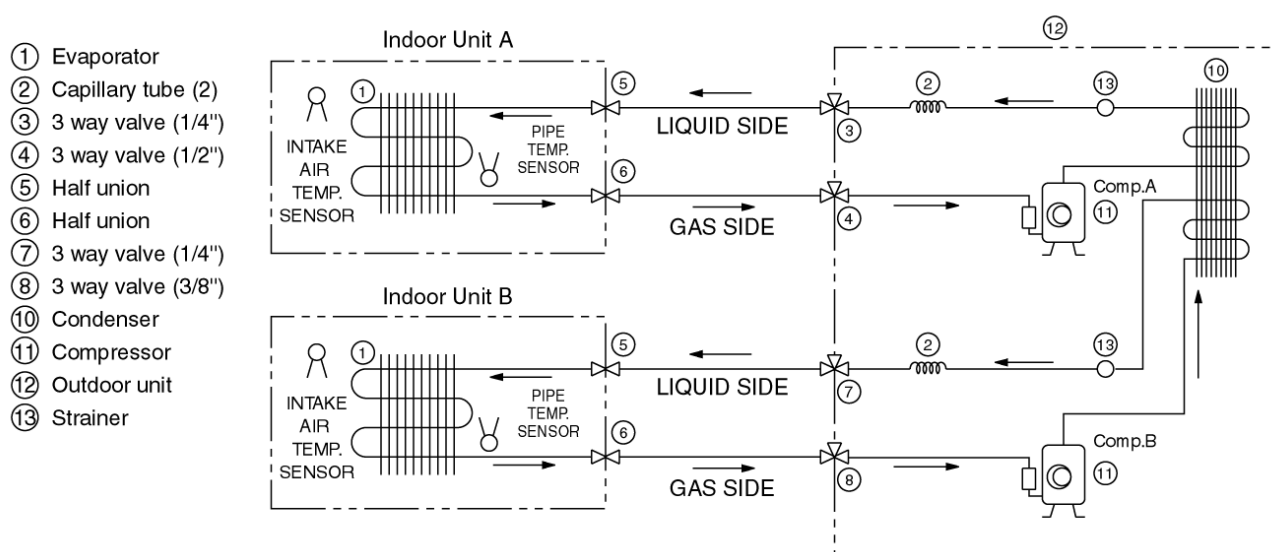 ① Evaporator
② Capillary tube (2)
③ 3 way valve (1/4")
④ 3 way valve (1/2")
⑤ Half union
⑥ Half union
⑦ 3 way valve (1/4")
⑧ 3 way valve (3/8")
⑩ Condenser
⑪ Compressor
⑫ Outdoor unit
⑬ Strainer
Indoor Unit A
⑫
①
INTAKE
AIR
TEMP.
SENSOR
PIPE
TEMP.
SENSOR
⑤
⑥
LIQUID SIDE
GAS SIDE
③
④
②
⑬
⑩
Comp.A
⑪
Indoor Unit B
①
INTAKE
AIR
TEMP.
SENSOR
PIPE
TEMP.
SENSOR
⑤
⑥
LIQUID SIDE
GAS SIDE
⑦
⑧
②
⑬
Comp.B
⑪